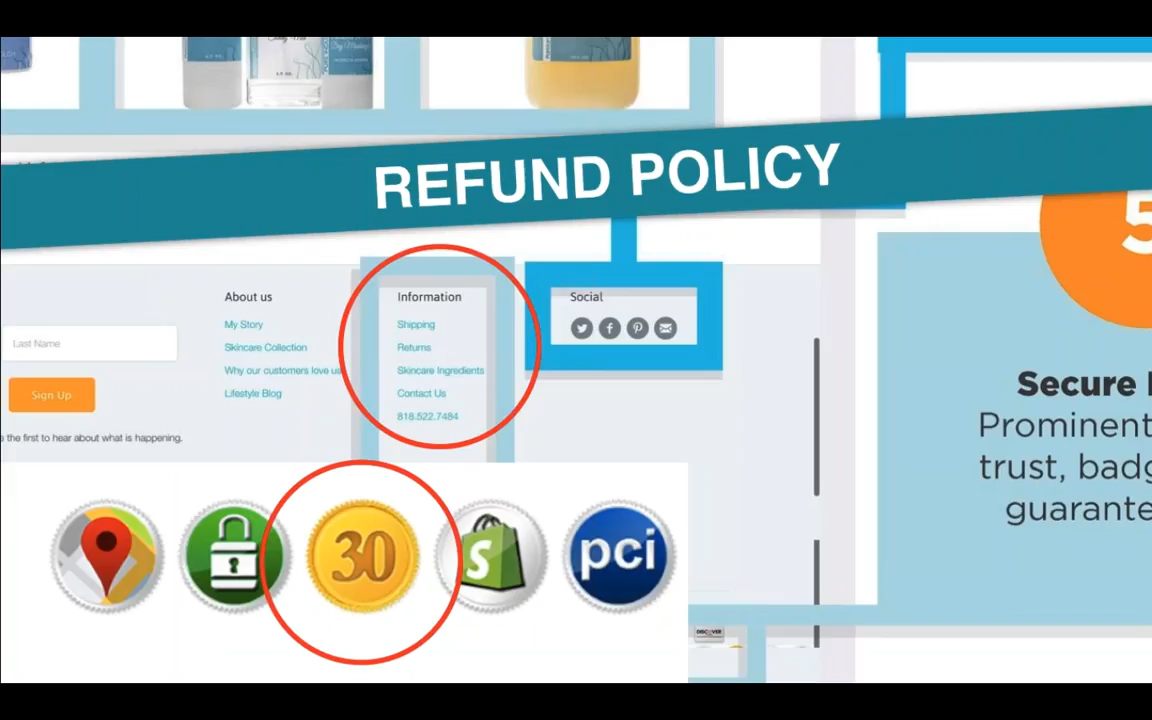 REFUND POLICY
5
About us
Information
Social
My Story
Shipping
Last Name
Skincare Collection
Returns
Why our customers love us
Skincare Ingredients
Sign Up
Lifestyle Blog
Contact Us
818.522.7484
the first to hear about what is happening.
Secure
Prominent
trust, badg
guarante
30
S
pci
DISCOVER